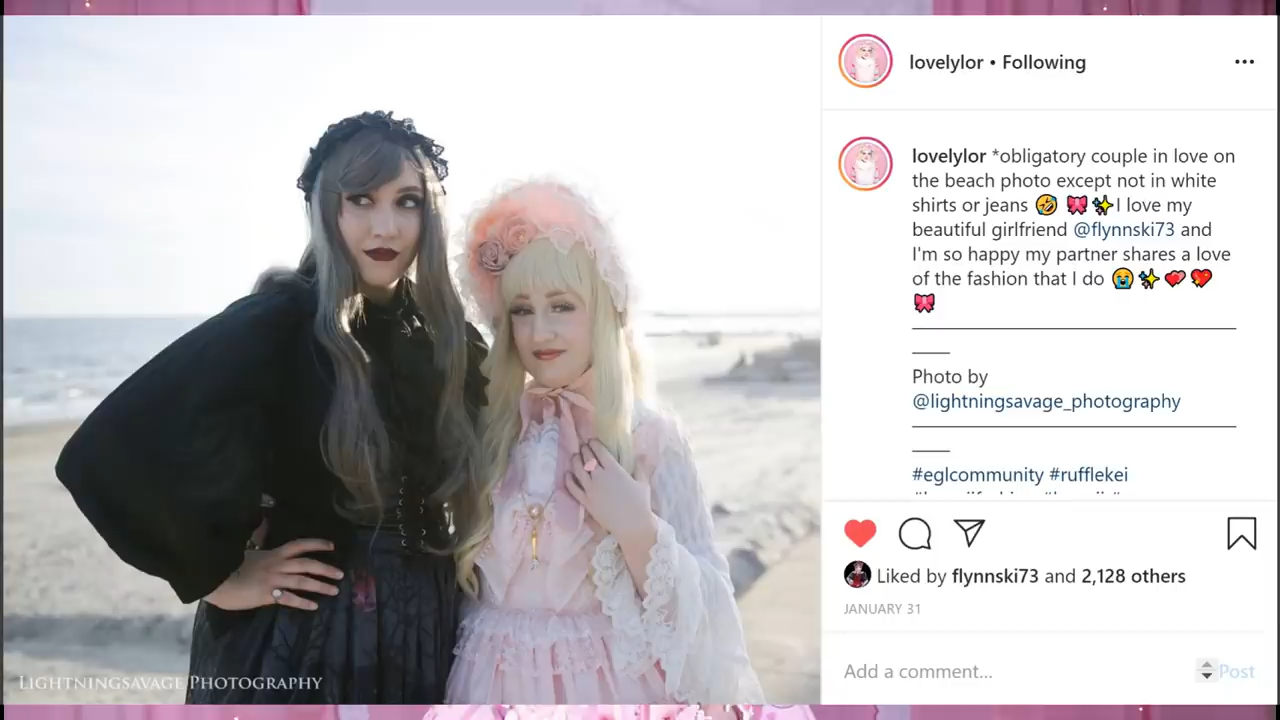 lovelylor • Following
lovelylor *obligatory couple in love on
the beach photo except not in white
shirts or jeans 🤣 🎀✨I love my
beautiful girlfriend @flynnski73 and
I'm so happy my partner shares a love
of the fashion that I do 😭✨💞💖
🎀
Photo by
@lightningsavage_photography
#eglcommunity #rufflekei
Liked by flynnski73 and 2,128 others
JANUARY 31
Add a comment...
Post
LIGHTNINGSAVAGE PHOTOGRAPHY